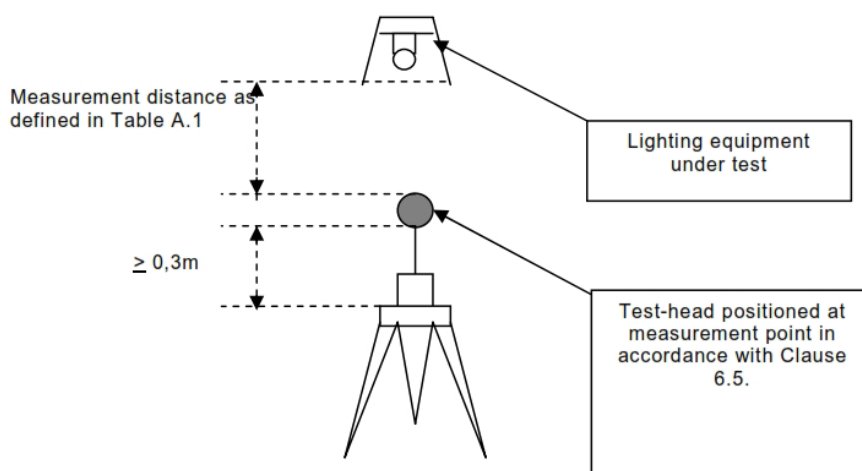 Measurement distance as
defined in Table A.1
Lighting equipment
under test
≥ 0,3m
Test-head positioned at
measurement point in
accordance with Clause
6.5.